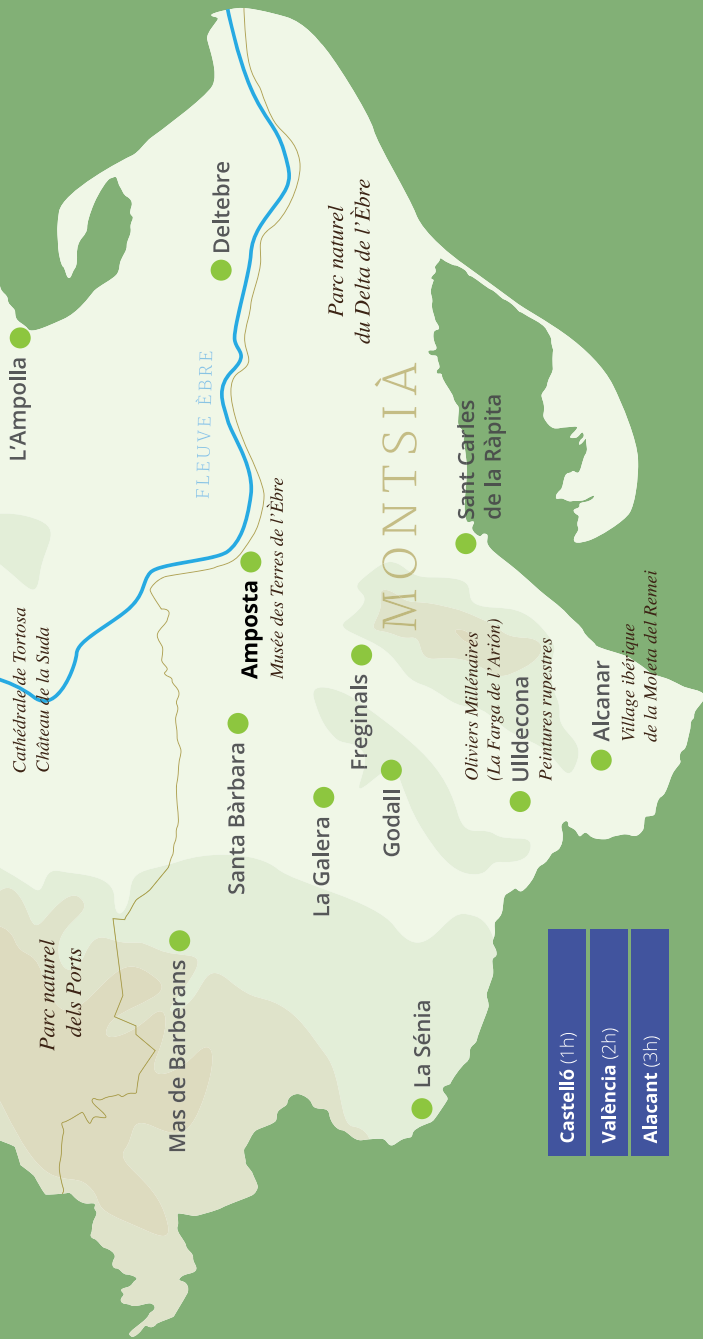 L'Ampolla
Cathédrale de Tortosa
Château de la Suda
Parc naturel
dels Ports
Deltebre
FLEUVE ÈBRE
Amposta
Musée des Terres de l'Èbre
Santa Bàrbara
Mas de Barberans
Parc naturel
du Delta de l'Èbre
MONTSIÀ
Freginals
La Galera
Godall
Sant Carles
de la Ràpita
Oliviers Millénaires
(La Farga de l'Arión)
Ulldecona
Peintures rupestres
La Sénia
Alcanar
Village ibérique
de la Moleta del Remei
Castelló (1h)
València (2h)
Alacant (3h)